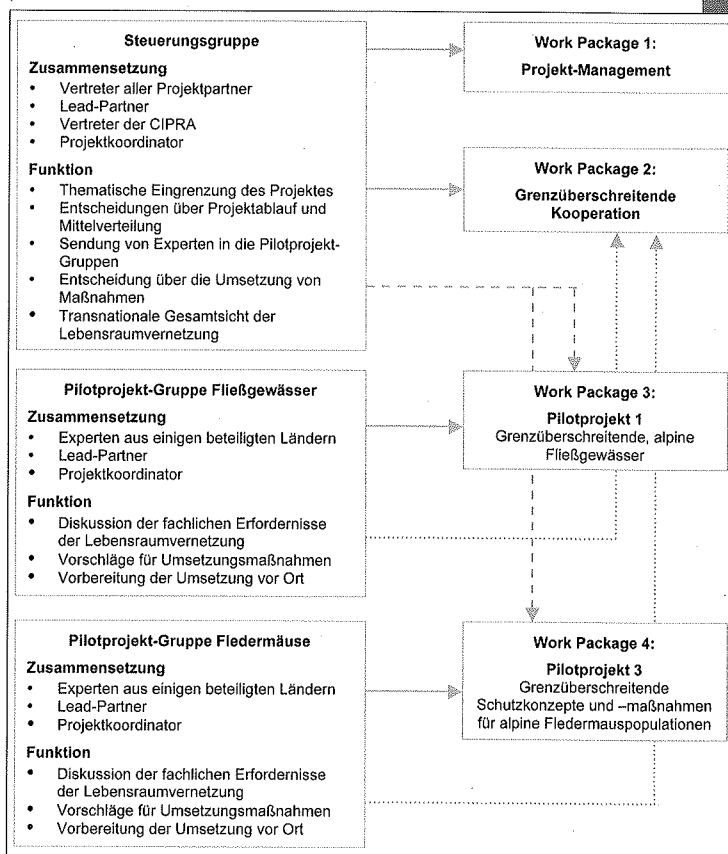 Steuerungsgruppe
Zusammensetzung
• Vertreter aller Projektpartner
• Lead-Partner
• Vertreter der CIPRA
• Projektkoordinator
Funktion
• Thematische Eingrenzung des Projektes
• Entscheidungen über Projektablauf und
Mittelverteilung
• Sendung von Experten in die Pilotprojekt-
Gruppen
• Entscheidung über die Umsetzung von
Maßnahmen
• Transnationale Gesamtsicht der
Lebensraumvernetzung
Work Package 1:
Projekt-Management
Work Package 2:
Grenzüberschreitende
Kooperation
Pilotprojekt-Gruppe Fließgewässer
Zusammensetzung
• Experten aus einigen beteiligten Ländern
• Lead-Partner
• Projektkoordinator
Funktion
• Diskussion der fachlichen Erfordernisse
der Lebensraumvernetzung
• Vorschläge für Umsetzungsmaßnahmen
• Vorbereitung der Umsetzung vor Ort
Work Package 3:
Pilotprojekt 1
Grenzüberschreitende, alpine
Fließgewässer
Pilotprojekt-Gruppe Fledermäuse
Zusammensetzung
• Experten aus einigen beteiligten Ländern
• Lead-Partner
• Projektkoordinator
Funktion
• Diskussion der fachlichen Erfordernisse
der Lebensraumvernetzung
• Vorschläge für Umsetzungsmaßnahmen
• Vorbereitung der Umsetzung vor Ort
Work Package 4:
Pilotprojekt 3
Grenzüberschreitende
Schutzkonzepte und –maßnahmen
für alpine Fledermauspopulationen